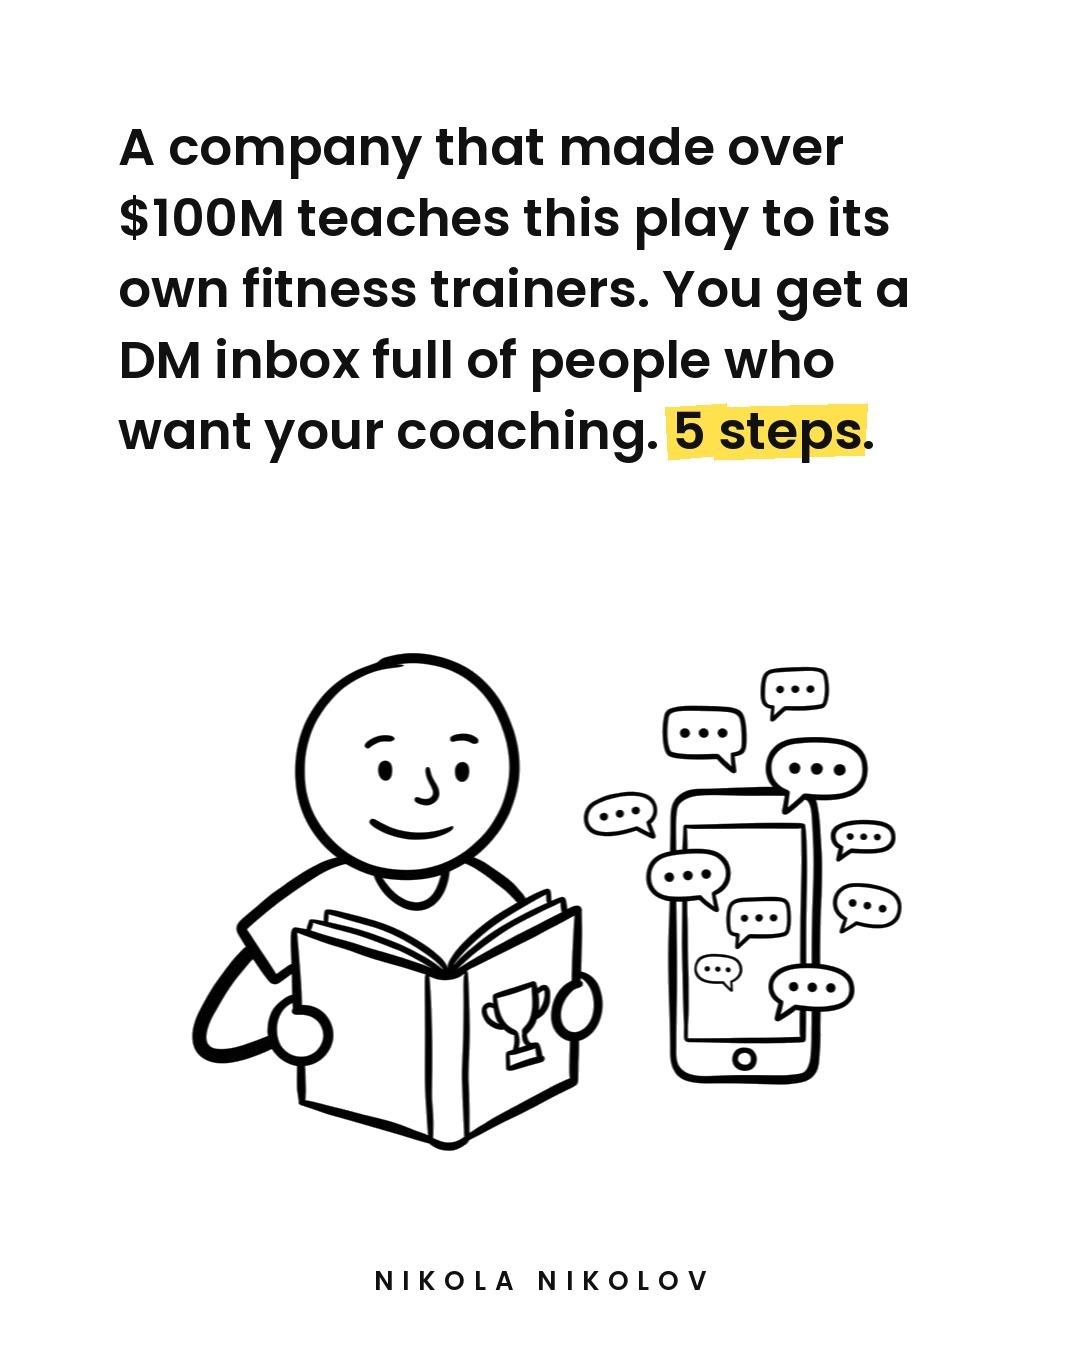 A company that made over
$100M teaches this play to its
own fitness trainers. You get a
DM inbox full of people who
want your coaching. 5 steps.
NIKOLA NIKOLOV